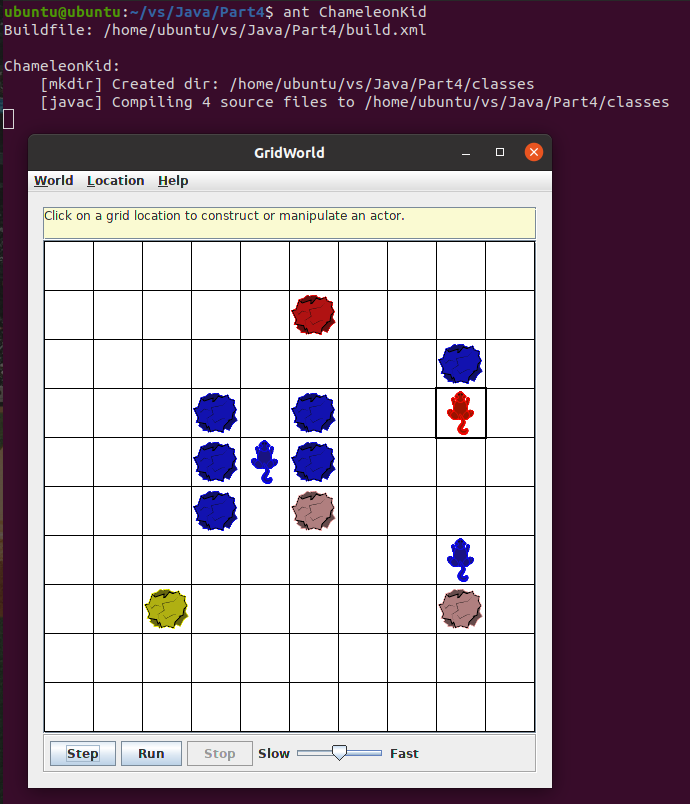 ubuntu@ubuntu:~/vs/Java/Part4$ ant ChameleonKid
Buildfile: /home/ubuntu/vs/Java/Part4/build.xml
ChameleonKid:
[mkdir] Created dir: /home/ubuntu/vs/Java/Part4/classes
[javac] Compiling 4 source files to /home/ubuntu/vs/Java/Part4/classes
GridWorld
World Location Help
Click on a grid location to construct or manipulate an actor.
Step Run Stop Slow Fast